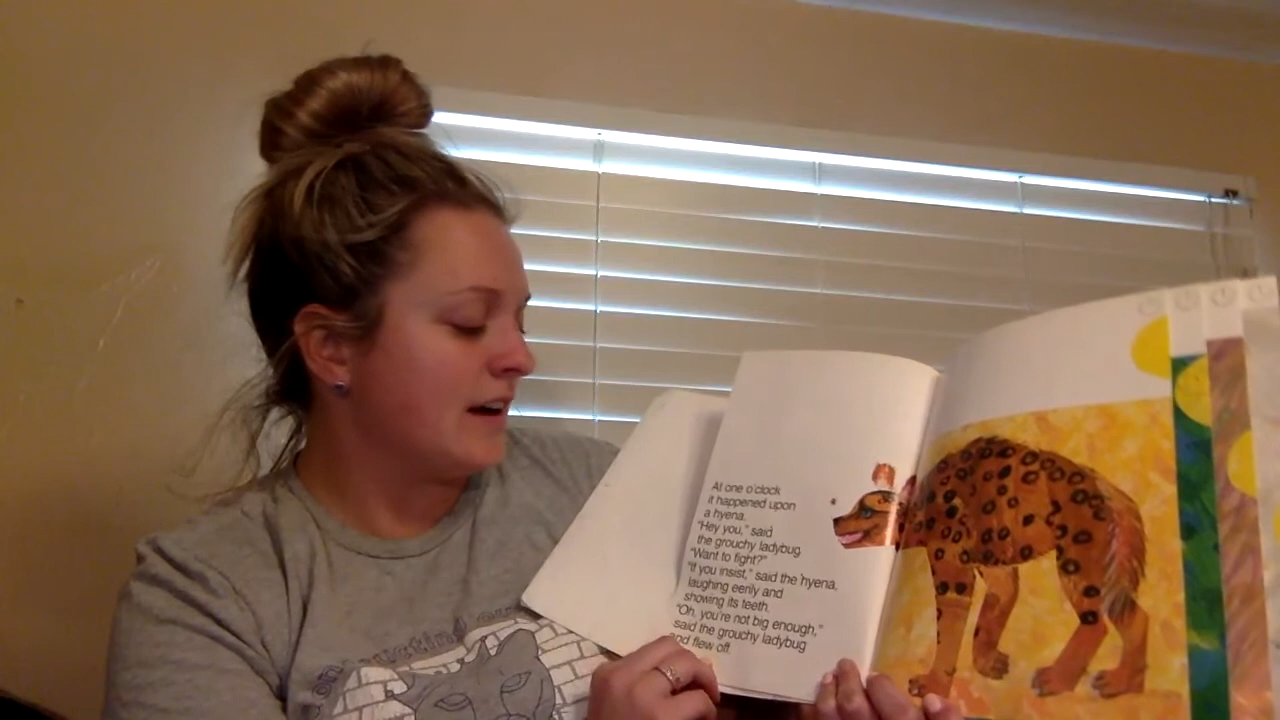 At one o'clock
it happened upon
a hyena.
"Hey you," said
the grouchy ladybug.
"Want to fight?"
"If you insist," said the hyena,
laughing eerily and
showing its teeth.
"Oh, you're not big enough,"
said the grouchy ladybug
and flew off.